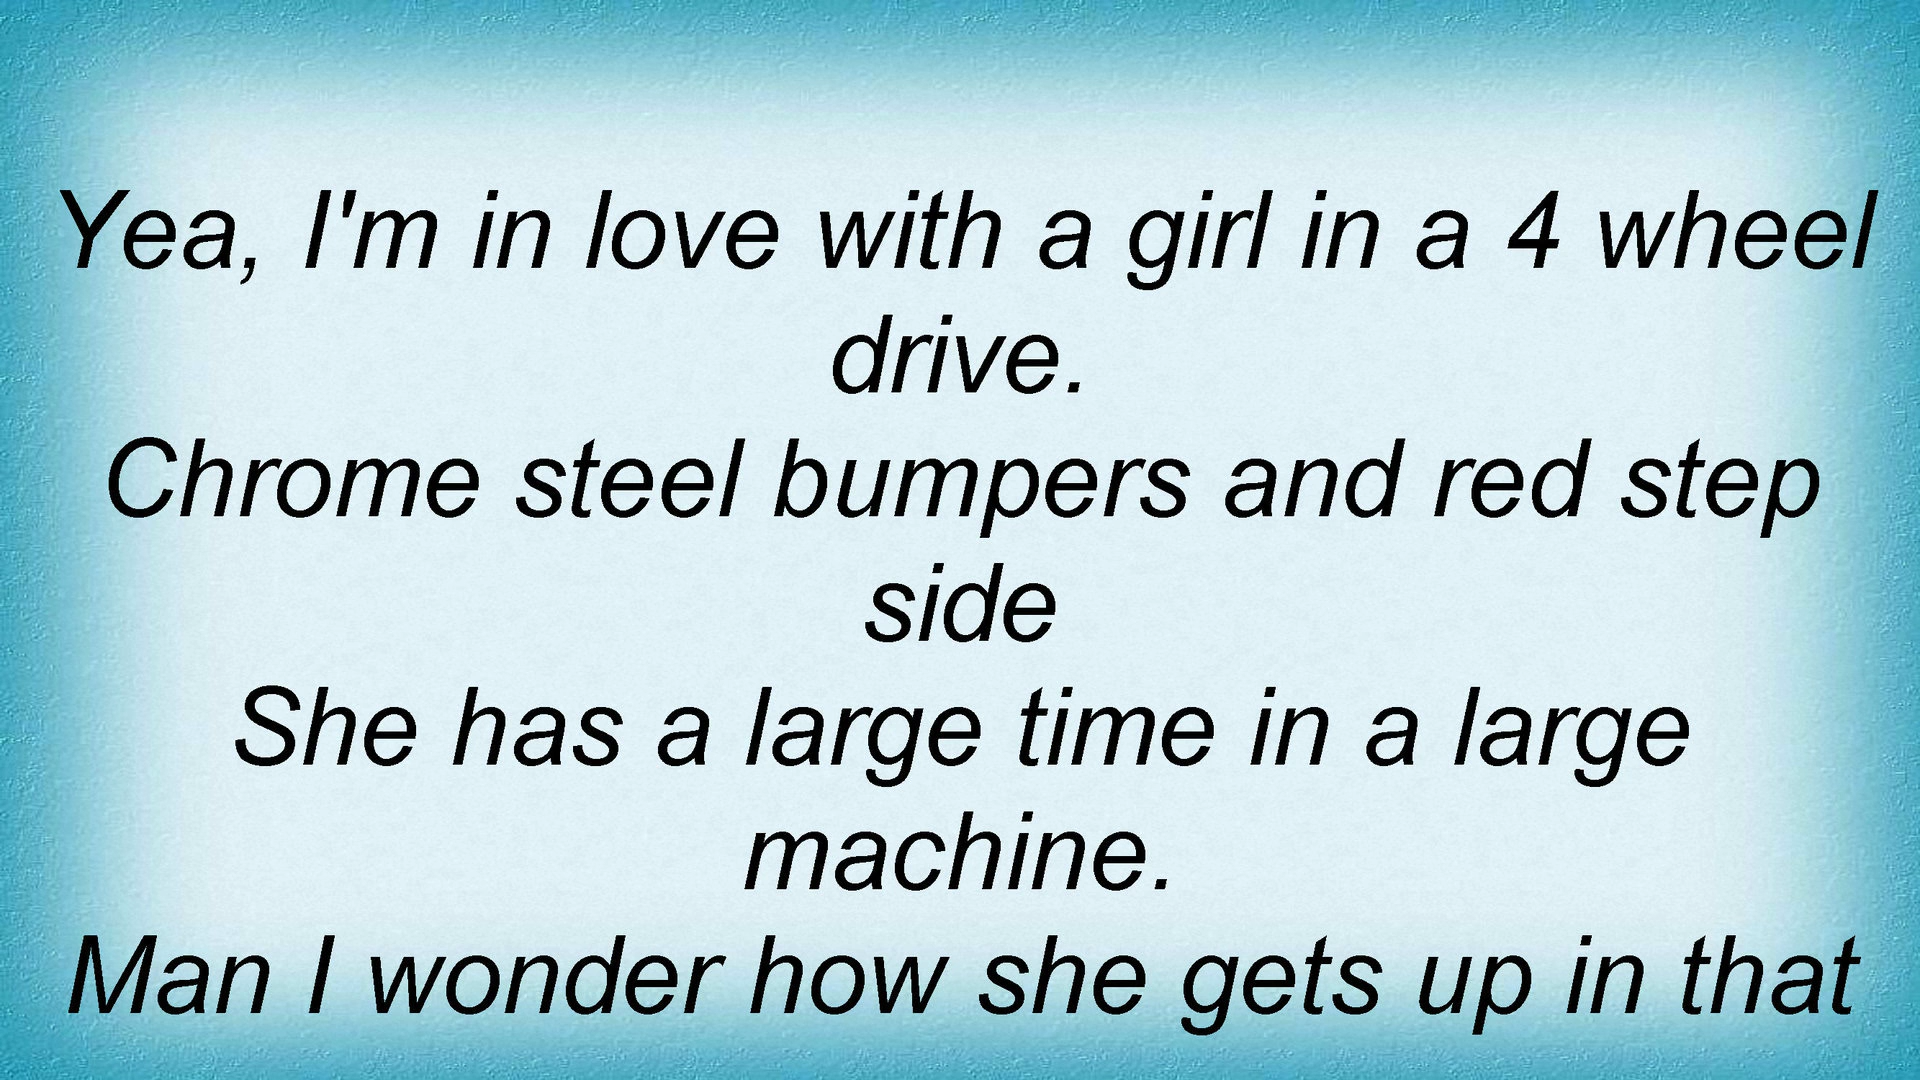 Yea, I'm in love with a girl in a 4 wheel
drive.
Chrome steel bumpers and red step
side
She has a large time in a large
machine.
Man I wonder how she gets up in that